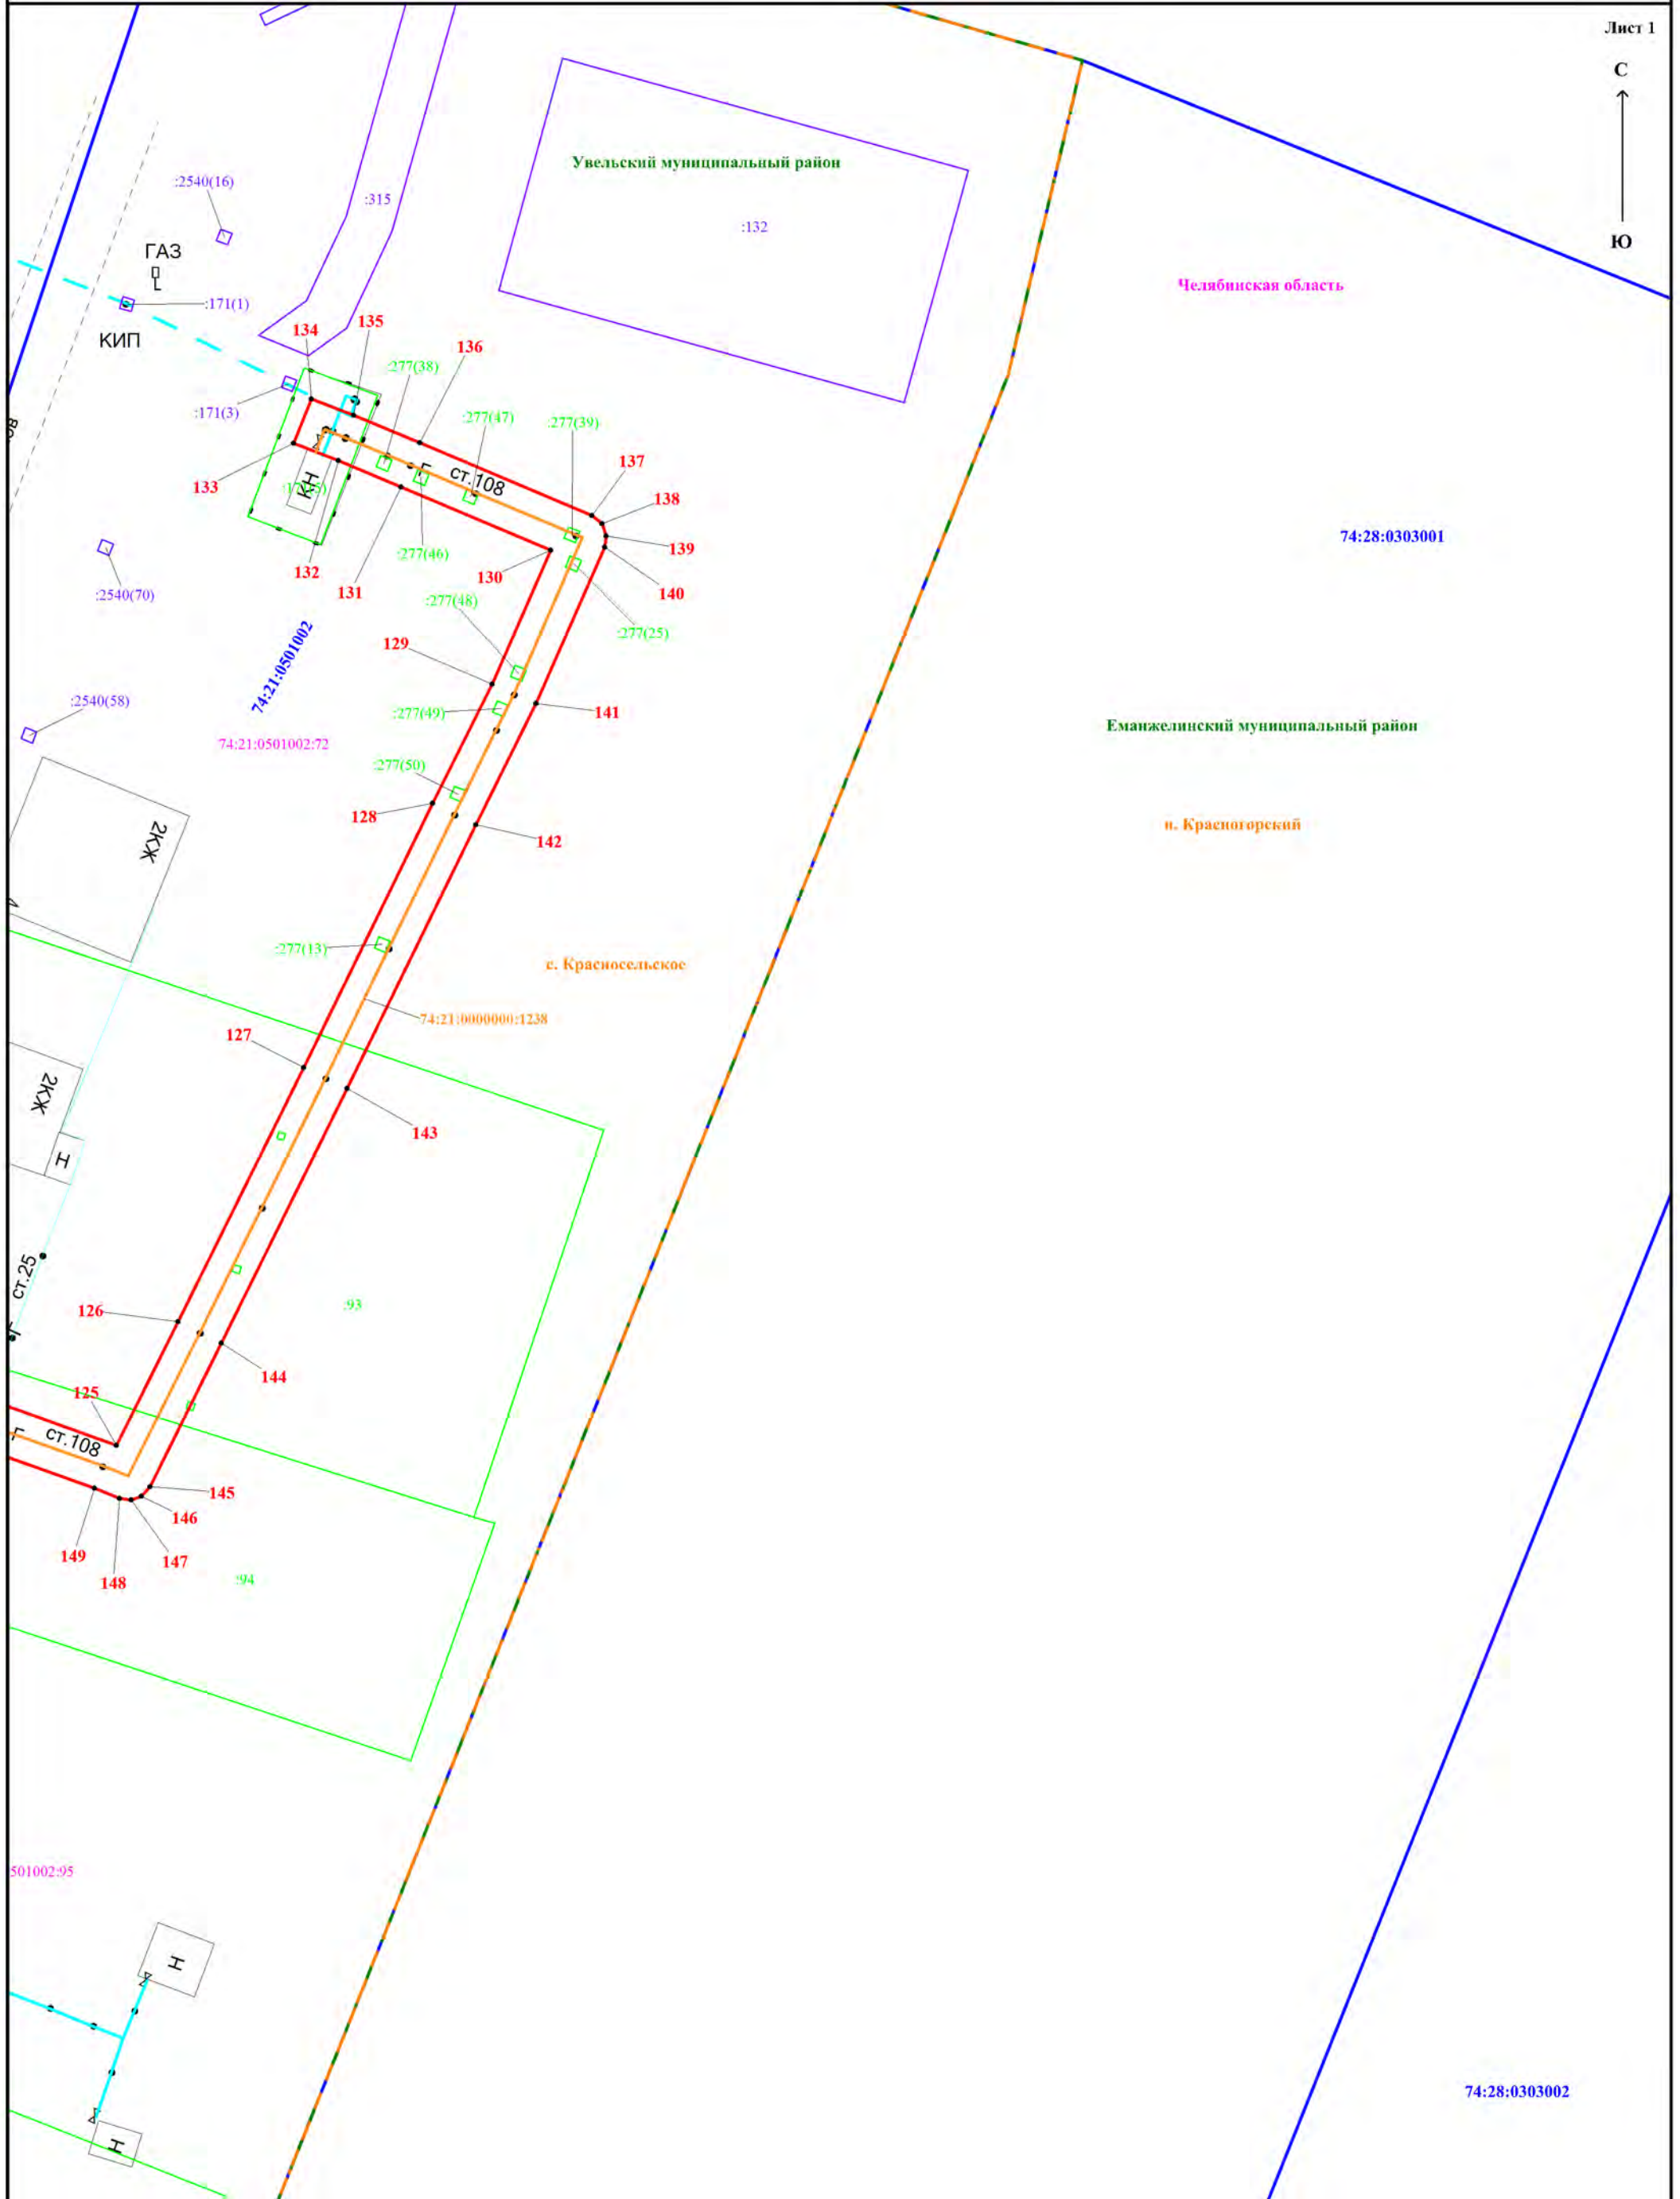 Лист 1
С
Ю
Увельский муниципальный район
:132
:315
:2540(16)
ГАЗ
:171(1)
КИП
Челябинская область
134
135
136
:277(38)
:171(3)
:277(47)
:277(39)
137
138
ст.108
Г
КН
133
139
74:28:0303001
:277(46)
132
131
130
140
:2540(70)
:277(48)
:277(25)
129
74:21:0501002
:2540(58)
:277(49)
141
74:21:0501002:72
Еманжелинский муниципальный район
:277(50)
128
142
п. Красногорский
2КЖ
:277(13)
с. Красносельское
74:21:0000000:1238
127
2КЖ
143
Н
ст.25
:93
126
144
125
Г
ст.108
145
146
149
147
148
:94
501002:95
Н
74:28:0303002
Н